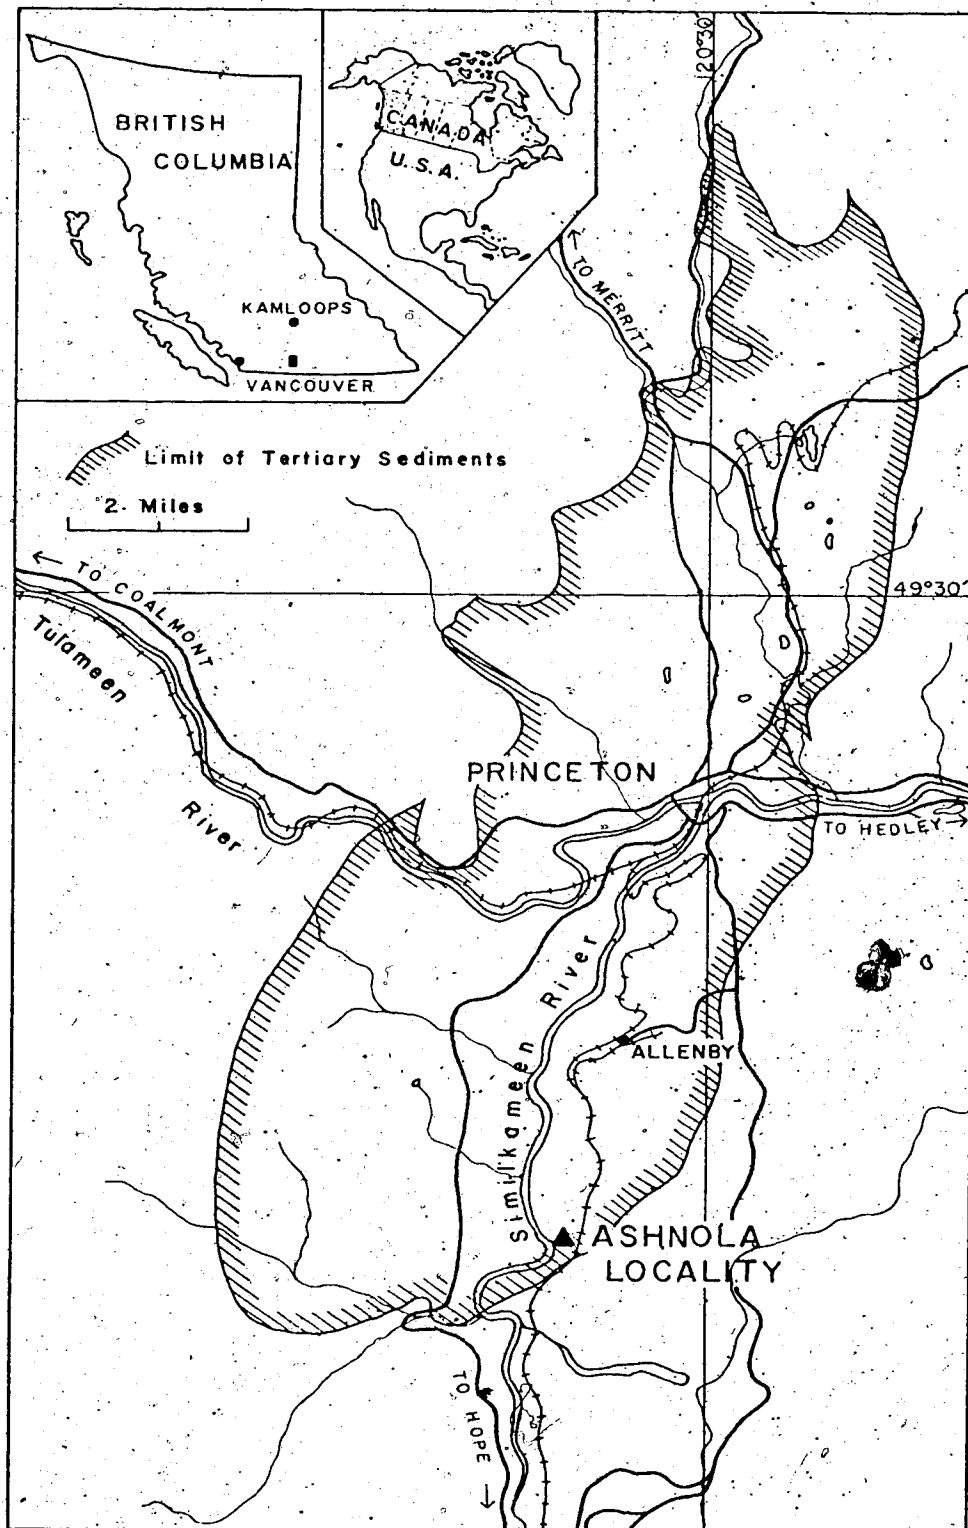 BRITISH
COLUMBIA
KAMLOOPS
VANCOUVER
CANADA
U.S.A.
120°30'
TO MERRITT
Limit of Tertiary Sediments
2 Miles
TO COALMONT
49°30'
Tulameen
River
PRINCETON
TO HEDLEY
Similkameen River
ALLENBY
ASHNOLA
LOCALITY
TO HOPE